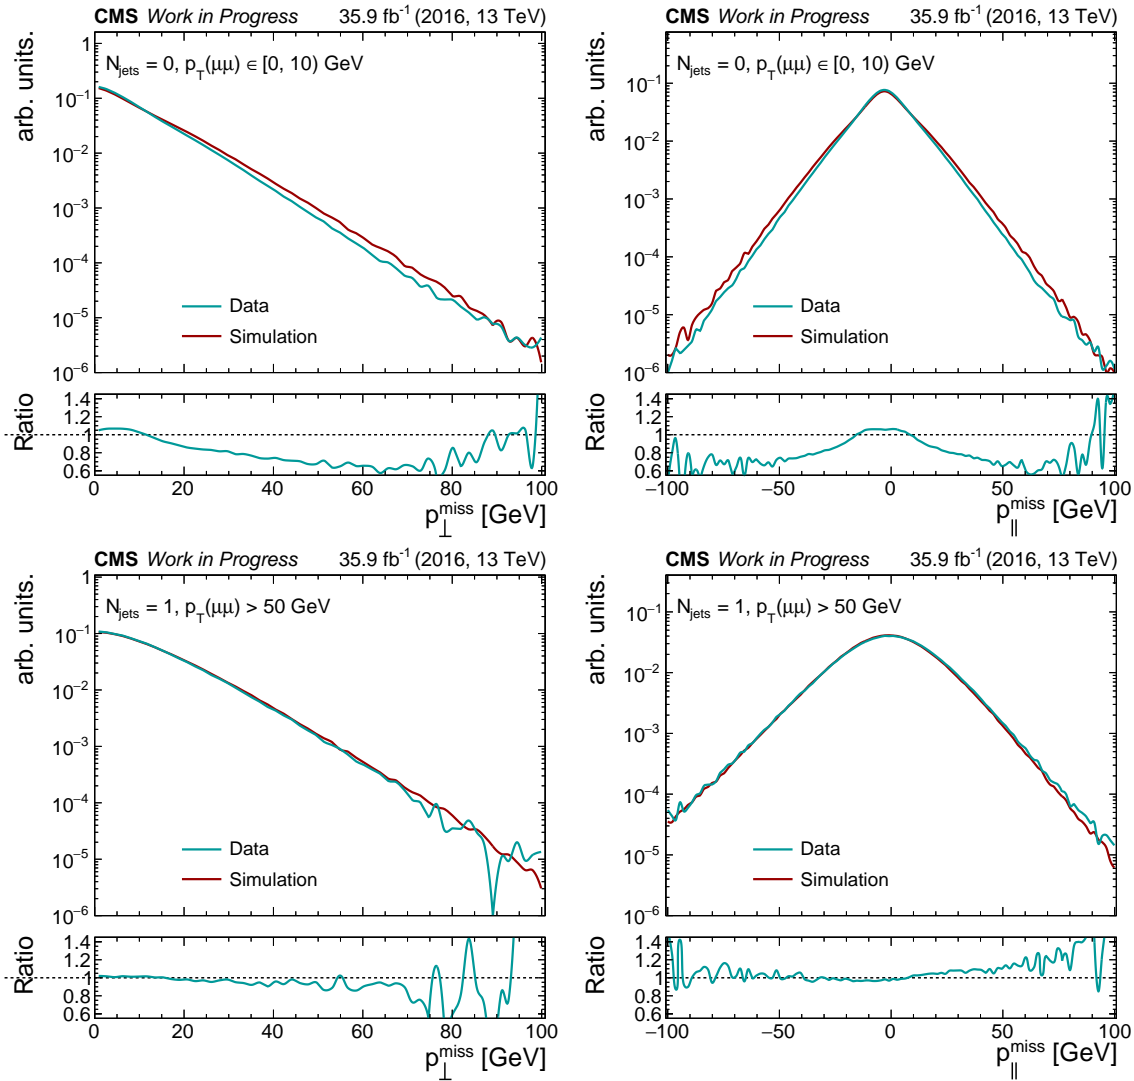 CMS Work in Progress 35.9 fb⁻¹ (2016, 13 TeV)
N_jets = 0, p_T(μμ) ∈ [0, 10) GeV
arb. units.
1
10⁻¹
10⁻²
10⁻³
10⁻⁴
10⁻⁵
10⁻⁶
Data
Simulation
Ratio
1.4
1.2
1
0.8
0.6
0 20 40 60 80 100
p_⊥^miss [GeV]
CMS Work in Progress 35.9 fb⁻¹ (2016, 13 TeV)
N_jets = 0, p_T(μμ) ∈ [0, 10) GeV
arb. units.
10⁻¹
10⁻²
10⁻³
10⁻⁴
10⁻⁵
10⁻⁶
Data
Simulation
Ratio
1.4
1.2
1
0.8
0.6
−100 −50 0 50 100
p_∥^miss [GeV]
CMS Work in Progress 35.9 fb⁻¹ (2016, 13 TeV)
N_jets = 1, p_T(μμ) > 50 GeV
arb. units.
1
10⁻¹
10⁻²
10⁻³
10⁻⁴
10⁻⁵
10⁻⁶
Data
Simulation
Ratio
1.4
1.2
1
0.8
0.6
0 20 40 60 80 100
p_⊥^miss [GeV]
CMS Work in Progress 35.9 fb⁻¹ (2016, 13 TeV)
N_jets = 1, p_T(μμ) > 50 GeV
arb. units.
10⁻¹
10⁻²
10⁻³
10⁻⁴
10⁻⁵
10⁻⁶
Data
Simulation
Ratio
1.4
1.2
1
0.8
0.6
−100 −50 0 50 100
p_∥^miss [GeV]